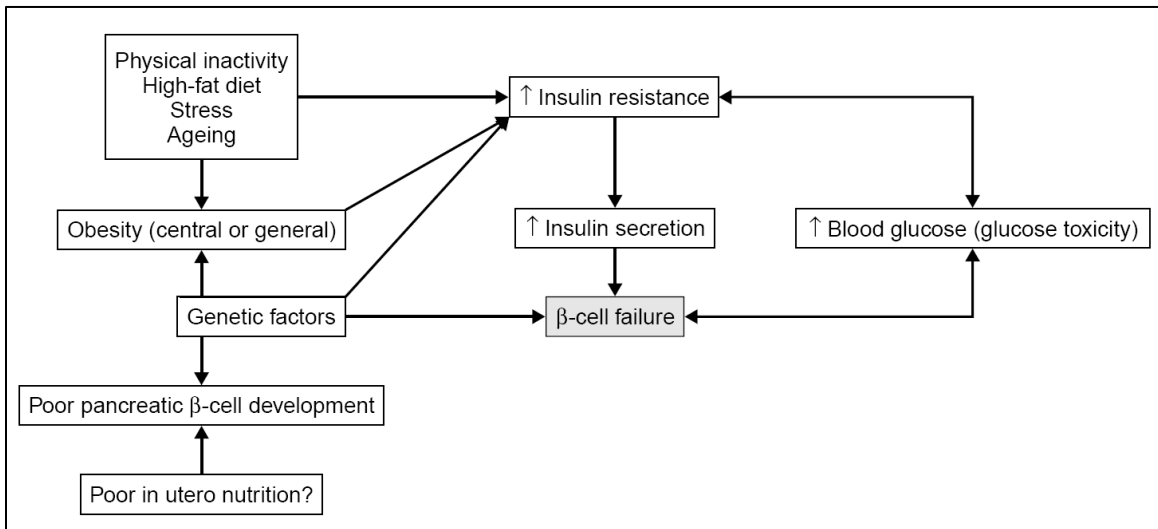 Physical inactivity
High-fat diet
Stress
Ageing
↑ Insulin resistance
Obesity (central or general)
↑ Insulin secretion
↑ Blood glucose (glucose toxicity)
Genetic factors
β-cell failure
Poor pancreatic β-cell development
Poor in utero nutrition?